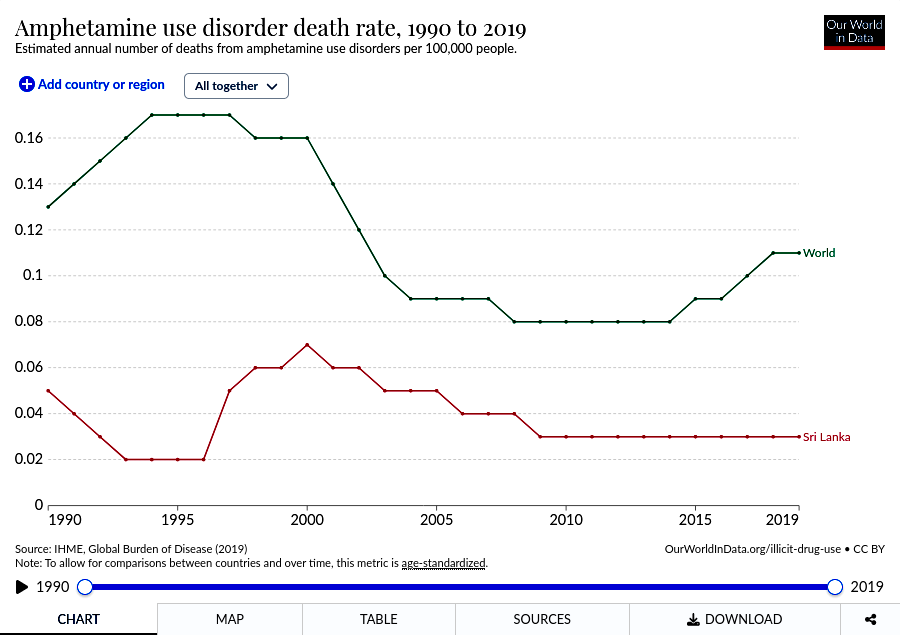 Amphetamine use disorder death rate, 1990 to 2019
Estimated annual number of deaths from amphetamine use disorders per 100,000 people.
Our World
in Data
Add country or region
All together
0.16
0.14
0.12
0.1
0.08
0.06
0.04
0.02
0
World
Sri Lanka
1990 1995 2000 2005 2010 2015 2019
Source: IHME, Global Burden of Disease (2019)
OurWorldInData.org/illicit-drug-use • CC BY
Note: To allow for comparisons between countries and over time, this metric is age-standardized.
1990 2019
CHART MAP TABLE SOURCES DOWNLOAD